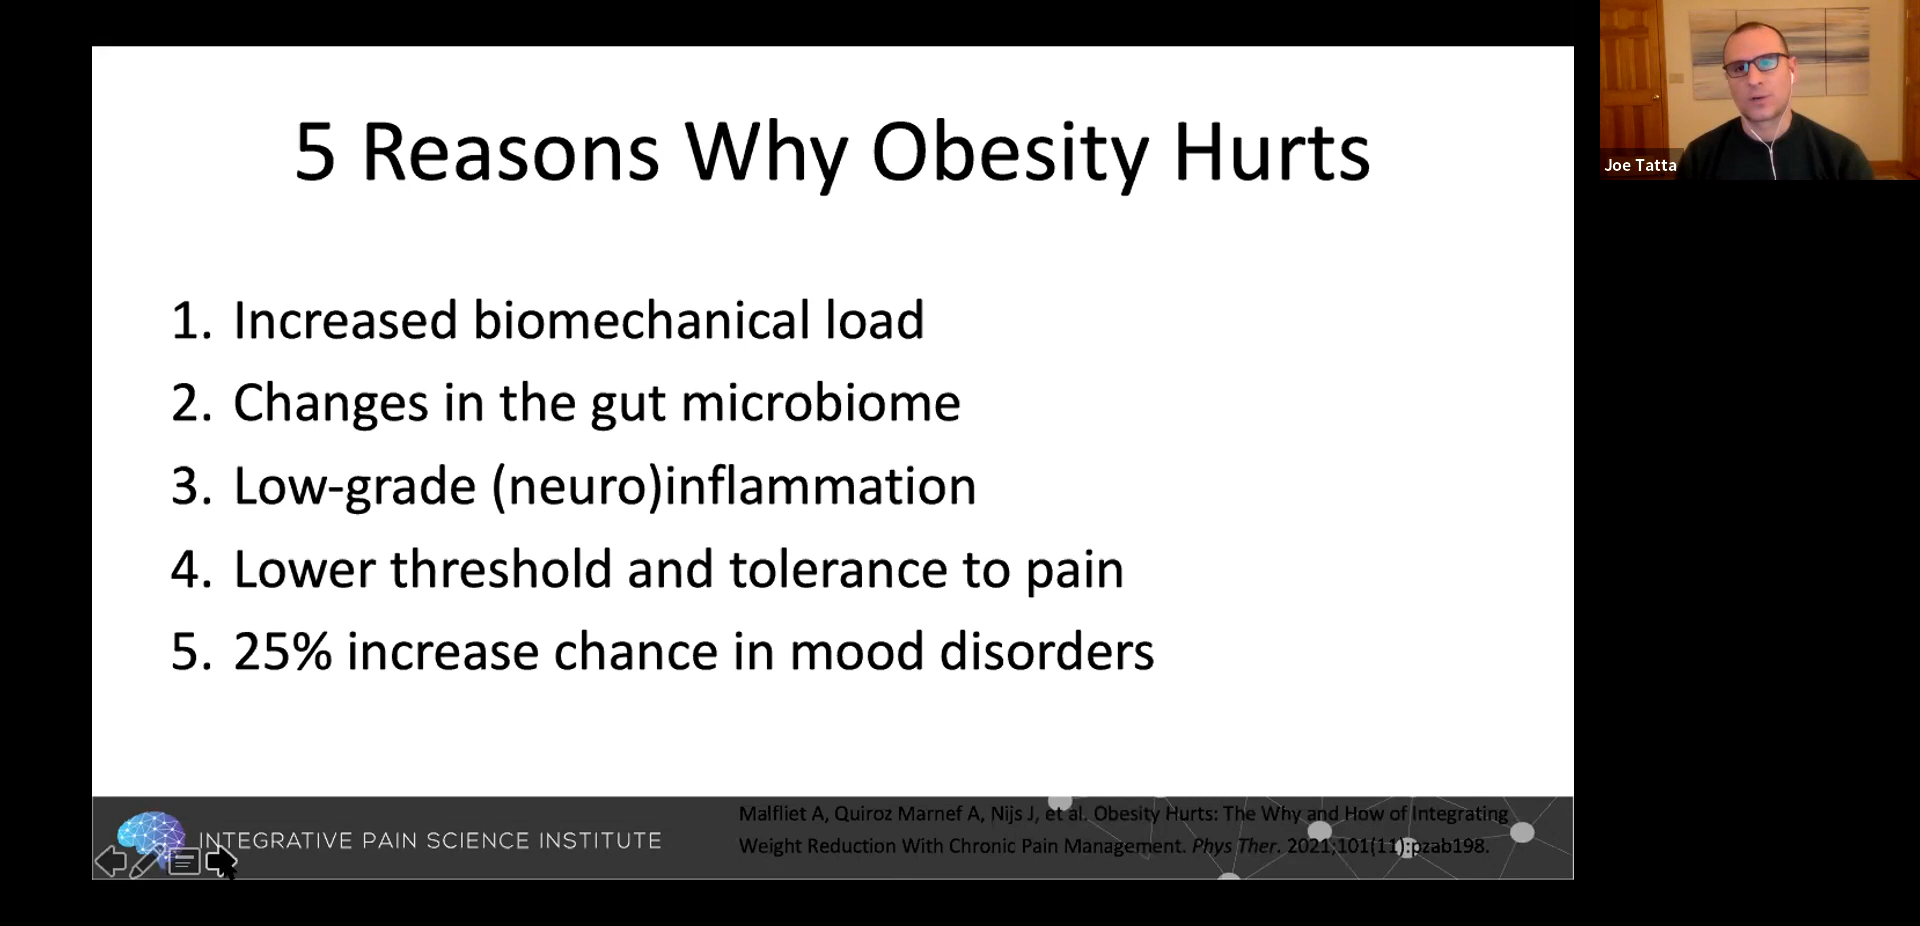 5 Reasons Why Obesity Hurts
1. Increased biomechanical load
2. Changes in the gut microbiome
3. Low-grade (neuro)inflammation
4. Lower threshold and tolerance to pain
5. 25% increase chance in mood disorders
INTEGRATIVE PAIN SCIENCE INSTITUTE
Malfliet A, Quiroz Marnef A, Nijs J, et al. Obesity Hurts: The Why and How of Integrating
Weight Reduction With Chronic Pain Management. Phys Ther. 2021;101(11):pzab198.
Joe Tatta